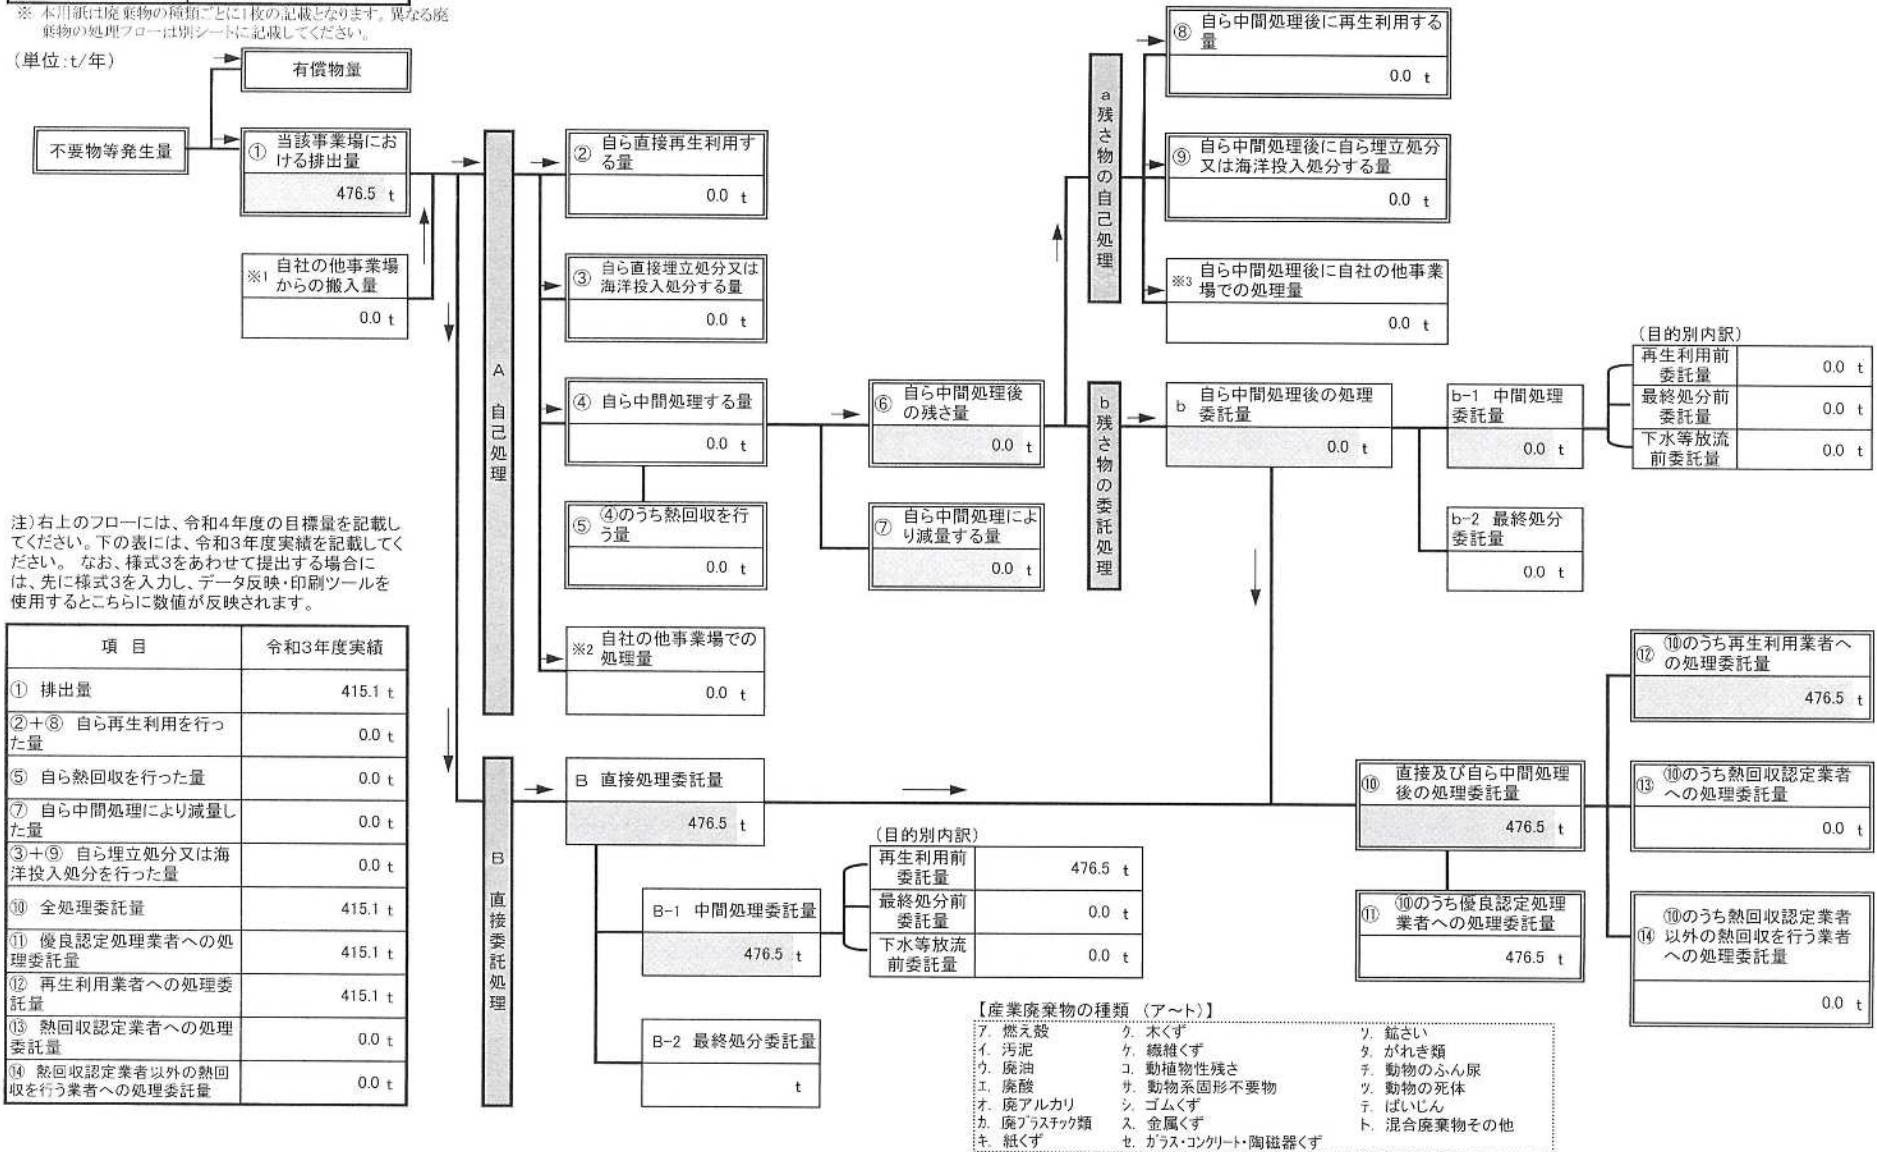 ※ 本用紙は廃棄物の種類ごとに1枚の記載となります。異なる廃
棄物の処理フローは別シートに記載してください。
(単位:t/年)
有償物量
不要物等発生量
① 当該事業場にお
ける排出量
476.5 t
※1 自社の他事業場
からの搬入量
0.0 t
A 自己処理
② 自ら直接再生利用す
る量
0.0 t
③ 自ら直接埋立処分又は
海洋投入処分する量
0.0 t
④ 自ら中間処理する量
0.0 t
⑤ ④のうち熱回収を行
う量
0.0 t
※2 自社の他事業場での
処理量
0.0 t
⑥ 自ら中間処理後
の残さ量
0.0 t
⑦ 自ら中間処理によ
り減量する量
0.0 t
a 残さ物の自己処理
⑧ 自ら中間処理後に再生利用する
量
0.0 t
⑨ 自ら中間処理後に自ら埋立処分
又は海洋投入処分する量
0.0 t
※3 自ら中間処理後に自社の他事業
場での処理量
0.0 t
b 残さ物の委託処理
b 自ら中間処理後の処理
委託量
0.0 t
b-1 中間処理
委託量
0.0 t
(目的別内訳)
再生利用前
委託量
0.0 t
最終処分前
委託量
0.0 t
下水等放流
前委託量
0.0 t
b-2 最終処分
委託量
0.0 t
注)右上のフローには、令和4年度の目標量を記載し
てください。下の表には、令和3年度実績を記載してく
ださい。 なお、様式3をあわせて提出する場合に
は、先に様式3を入力し、データ反映・印刷ツールを
使用するとこちらに数値が反映されます。
項 目 令和3年度実績
① 排出量 415.1 t
②+⑧ 自ら再生利用を行っ
た量 0.0 t
⑤ 自ら熱回収を行った量 0.0 t
⑦ 自ら中間処理により減量し
た量 0.0 t
③+⑨ 自ら埋立処分又は海
洋投入処分を行った量 0.0 t
⑩ 全処理委託量 415.1 t
⑪ 優良認定処理業者への処
理委託量 415.1 t
⑫ 再生利用業者への処理委
託量 415.1 t
⑬ 熱回収認定業者への処理
委託量 0.0 t
⑭ 熱回収認定業者以外の熱回
収を行う業者への処理委託量 0.0 t
B 直接委託処理
B 直接処理委託量
476.5 t
B-1 中間処理委託量
476.5 t
(目的別内訳)
再生利用前
委託量
476.5 t
最終処分前
委託量
0.0 t
下水等放流
前委託量
0.0 t
B-2 最終処分委託量
t
⑩ 直接及び自ら中間処理
後の処理委託量
476.5 t
⑪ ⑩のうち優良認定処理
業者への処理委託量
476.5 t
⑫ ⑩のうち再生利用業者へ
の処理委託量
476.5 t
⑬ ⑩のうち熱回収認定業者
への処理委託量
0.0 t
⑭ ⑩のうち熱回収認定業者
以外の熱回収を行う業者
への処理委託量
0.0 t
【産業廃棄物の種類 (ア～ト)】
ア. 燃え殻
イ. 汚泥
ウ. 廃油
エ. 廃酸
オ. 廃アルカリ
カ. 廃プラスチック類
キ. 紙くず
ク. 木くず
ケ. 繊維くず
コ. 動植物性残さ
サ. 動物系固形不要物
シ. ゴムくず
ス. 金属くず
セ. ガラス・コンクリート・陶磁器くず
ソ. 鉱さい
タ. がれき類
チ. 動物のふん尿
ツ. 動物の死体
テ. ばいじん
ト. 混合廃棄物その他